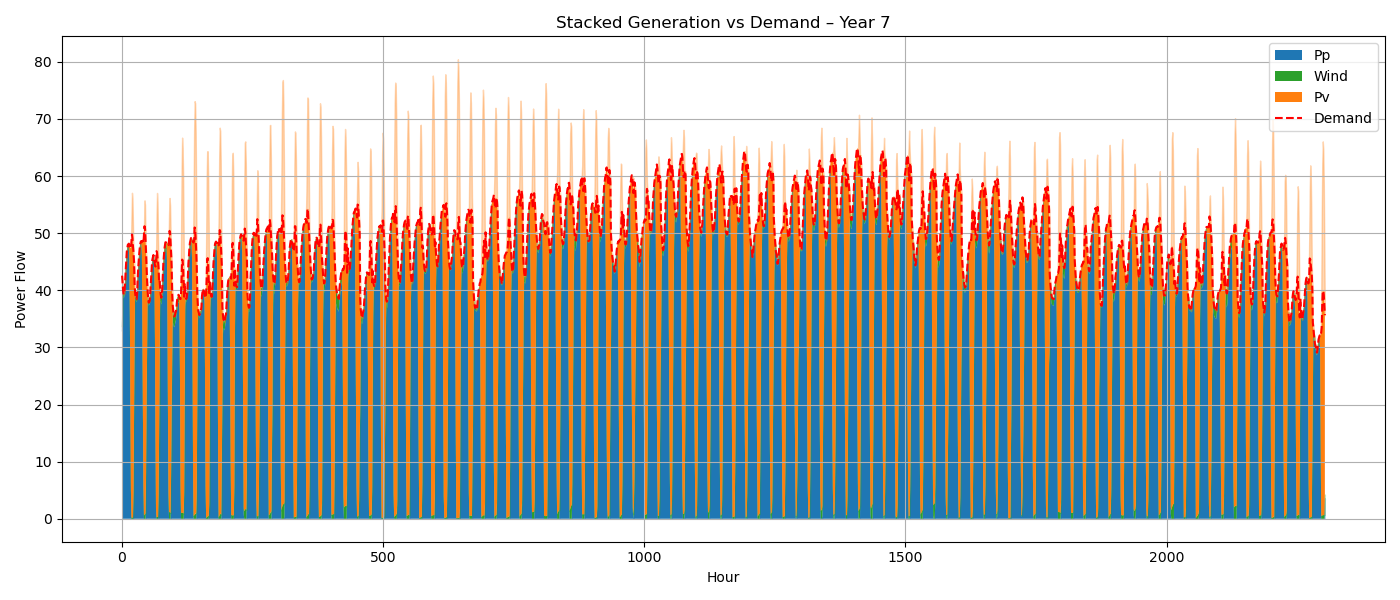 Stacked Generation vs Demand – Year 7
Pp
Wind
Pv
Demand
Power Flow
80
70
60
50
40
30
20
10
0
0 500 1000 1500 2000
Hour